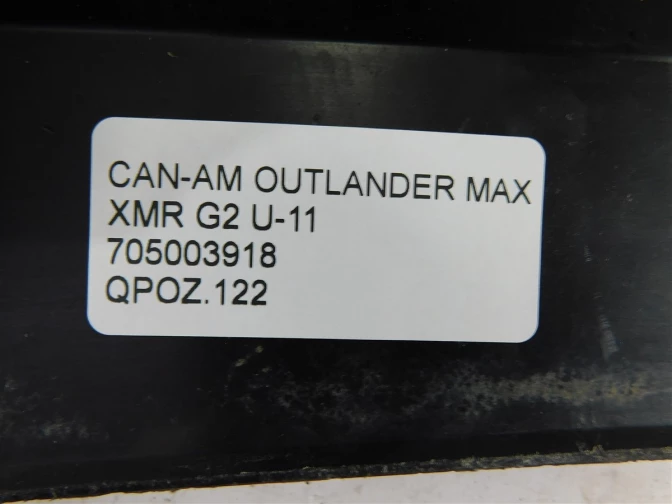 CAN-AM OUTLANDER MAX
XMR G2 U-11
705003918
QPOZ.122